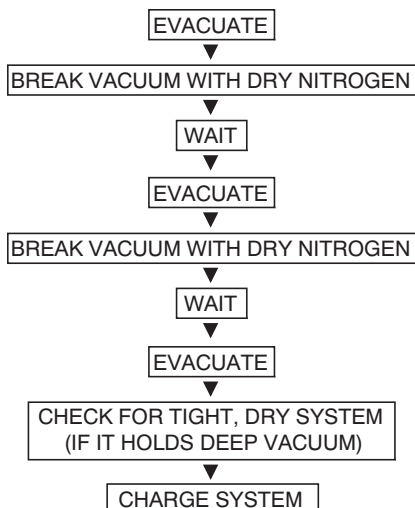 EVACUATE
BREAK VACUUM WITH DRY NITROGEN
WAIT
EVACUATE
BREAK VACUUM WITH DRY NITROGEN
WAIT
EVACUATE
CHECK FOR TIGHT, DRY SYSTEM
(IF IT HOLDS DEEP VACUUM)
CHARGE SYSTEM